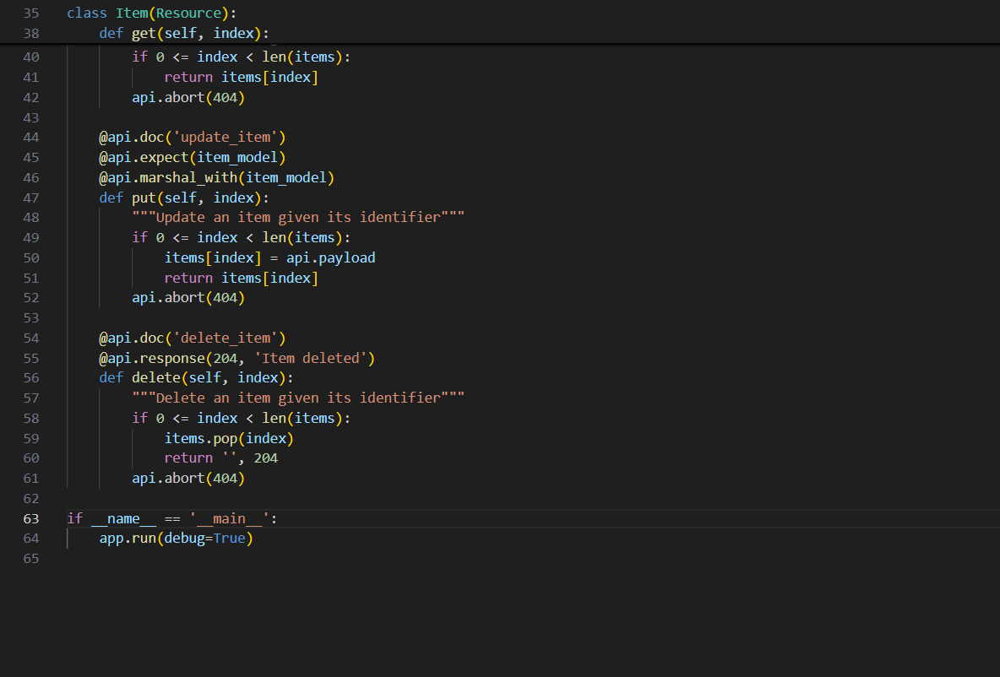 35 class Item(Resource):
38     def get(self, index):
40         if 0 <= index < len(items):
41             return items[index]
42         api.abort(404)
43
44     @api.doc('update_item')
45     @api.expect(item_model)
46     @api.marshal_with(item_model)
47     def put(self, index):
48         """Update an item given its identifier"""
49         if 0 <= index < len(items):
50             items[index] = api.payload
51             return items[index]
52         api.abort(404)
53
54     @api.doc('delete_item')
55     @api.response(204, 'Item deleted')
56     def delete(self, index):
57         """Delete an item given its identifier"""
58         if 0 <= index < len(items):
59             items.pop(index)
60             return '', 204
61         api.abort(404)
62
63 if __name__ == '__main__':
64     app.run(debug=True)
65